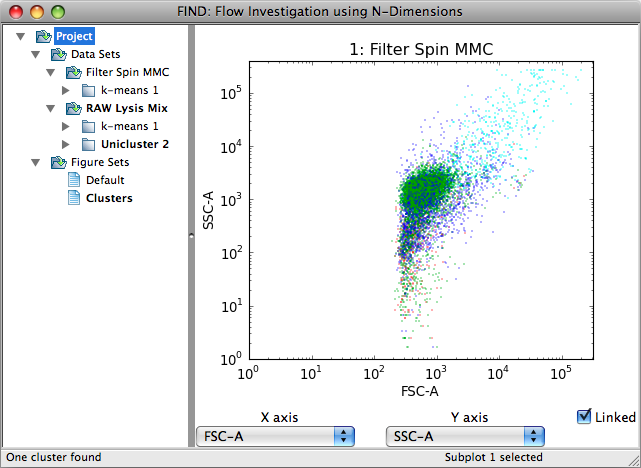 FIND: Flow Investigation using N-Dimensions
Project
Data Sets
Filter Spin MMC
k-means 1
RAW Lysis Mix
k-means 1
Unicluster 2
Figure Sets
Default
Clusters
1: Filter Spin MMC
SSC-A
10^5
10^4
10^3
10^2
10^1
10^0
10^0 10^1 10^2 10^3 10^4 10^5
FSC-A
X axis Y axis Linked
FSC-A SSC-A
One cluster found Subplot 1 selected